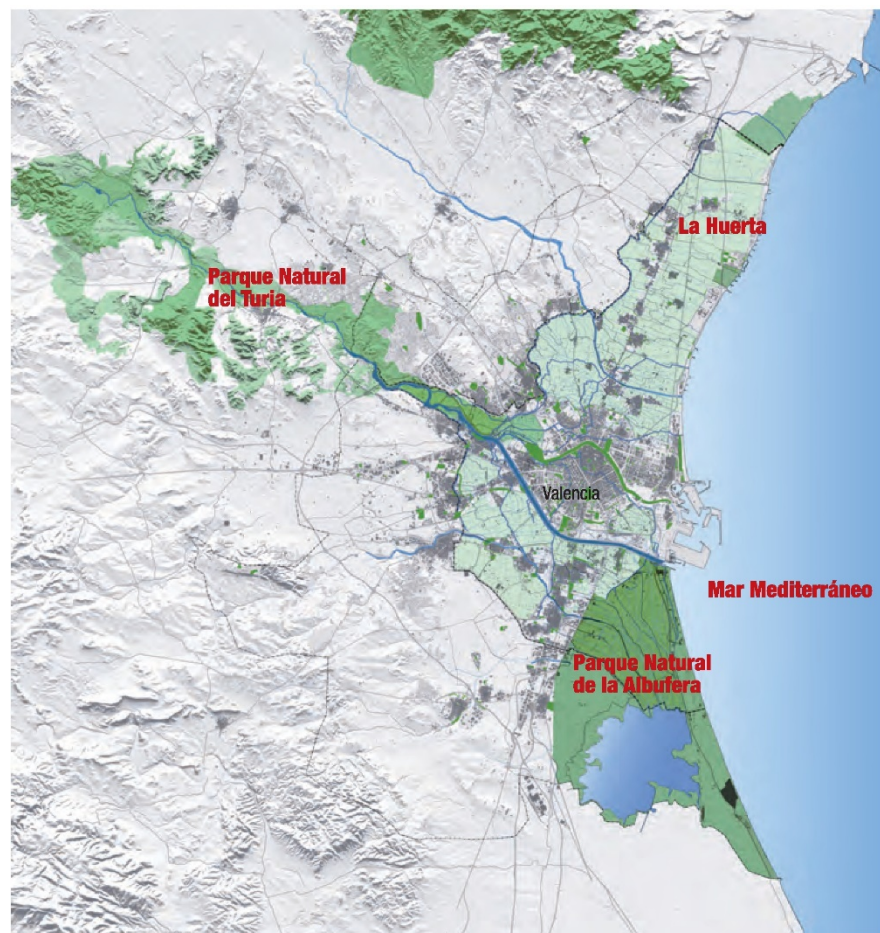 La Huerta
Parque Natural
del Turia
Valencia
Mar Mediterráneo
Parque Natural
de la Albufera